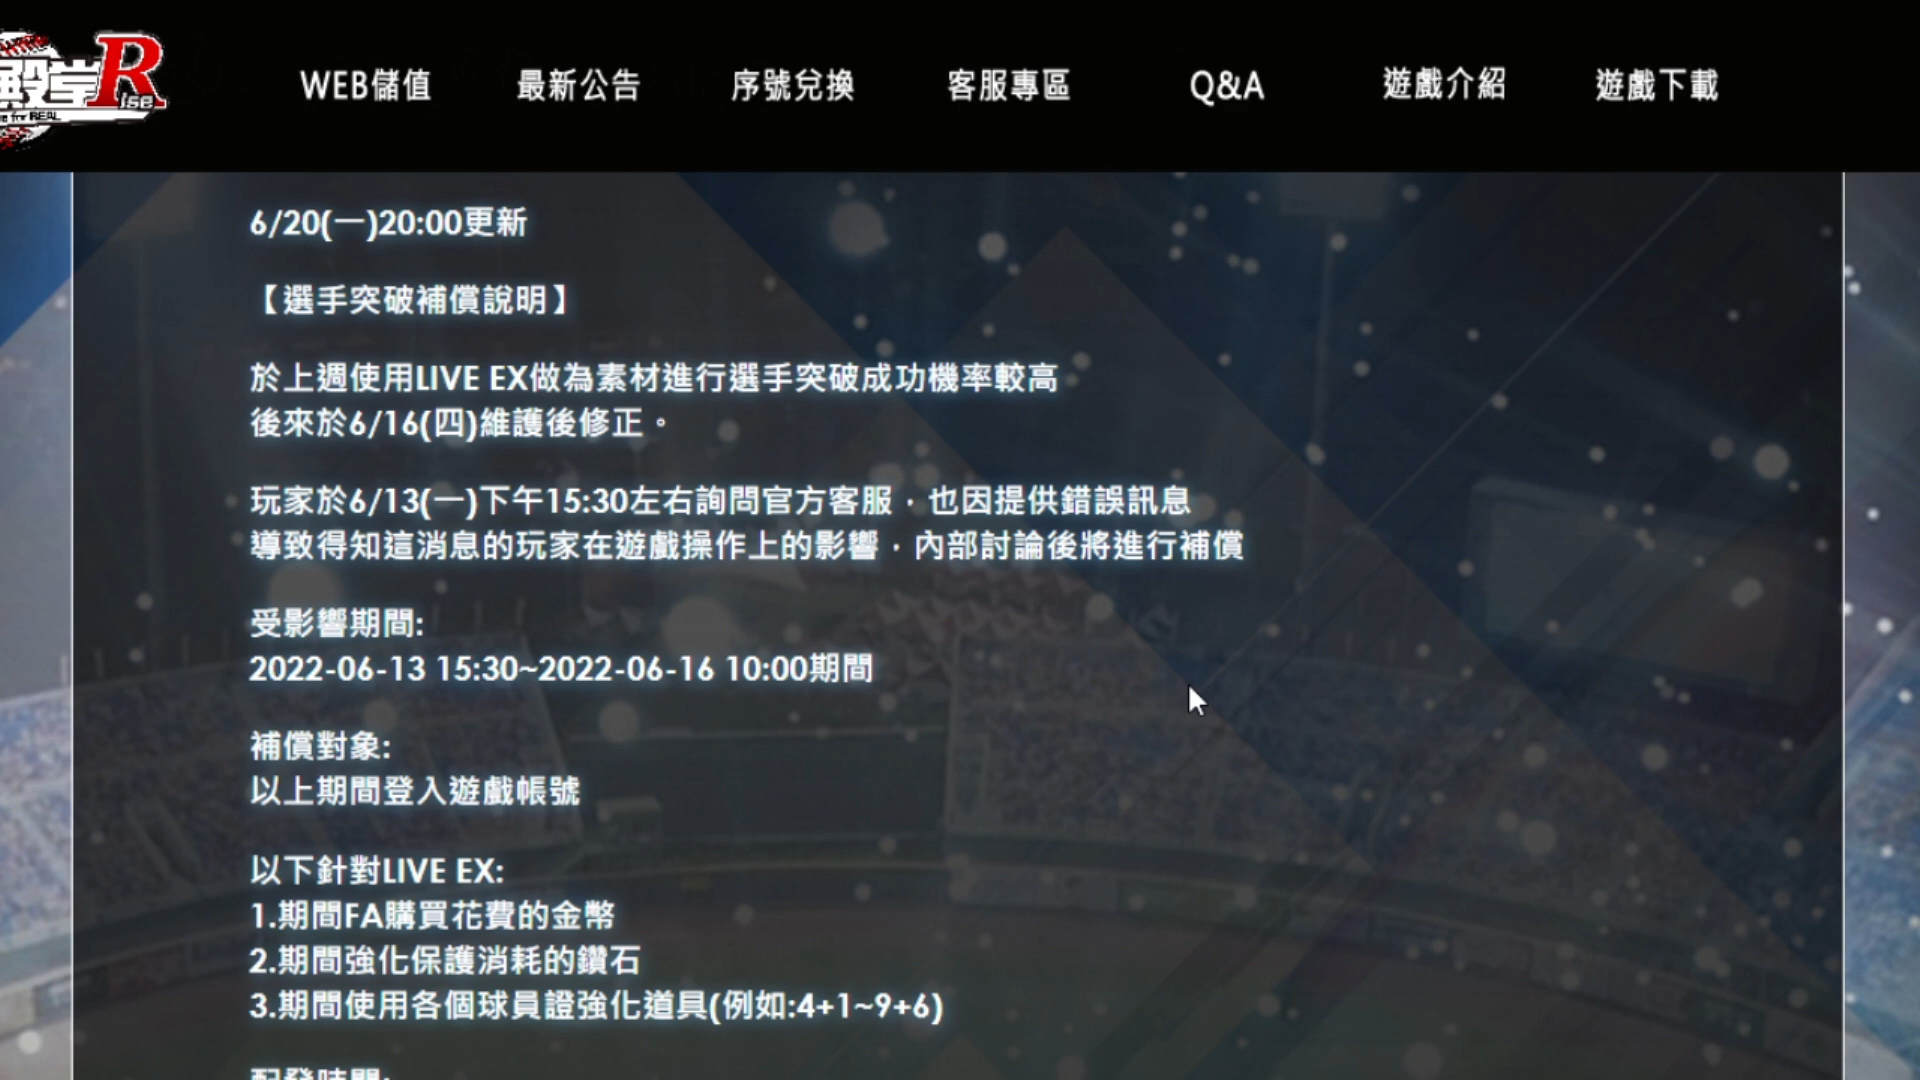 殿堂Rise
WEB儲值
最新公告
序號兌換
客服專區
Q&A
遊戲介紹
遊戲下載
6/20(一)20:00更新
【選手突破補償說明】
於上週使用LIVE EX做為素材進行選手突破成功機率較高
後來於6/16(四)維護後修正。
玩家於6/13(一)下午15:30左右詢問官方客服，也因提供錯誤訊息
導致得知這消息的玩家在遊戲操作上的影響，內部討論後將進行補償
受影響期間:
2022-06-13 15:30~2022-06-16 10:00期間
補償對象:
以上期間登入遊戲帳號
以下針對LIVE EX:
1.期間FA購買花費的金幣
2.期間強化保護消耗的鑽石
3.期間使用各個球員證強化道具(例如:4+1~9+6)